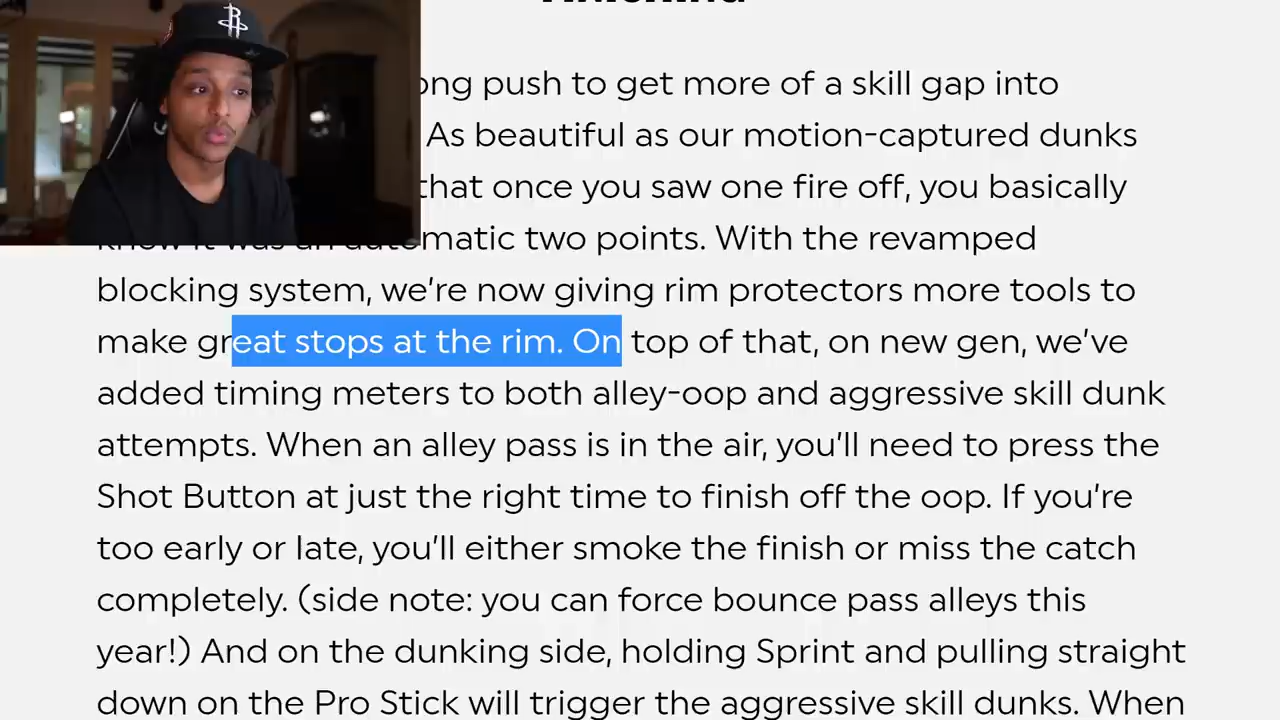 push to get more of a skill gap into
As beautiful as our motion-captured dunks
that once you saw one fire off, you basically
knew it was an automatic two points. With the revamped
blocking system, we're now giving rim protectors more tools to
make great stops at the rim. On top of that, on new gen, we've
added timing meters to both alley-oop and aggressive skill dunk
attempts. When an alley pass is in the air, you'll need to press the
Shot Button at just the right time to finish off the oop. If you're
too early or late, you'll either smoke the finish or miss the catch
completely. (side note: you can force bounce pass alleys this
year!) And on the dunking side, holding Sprint and pulling straight
down on the Pro Stick will trigger the aggressive skill dunks. When